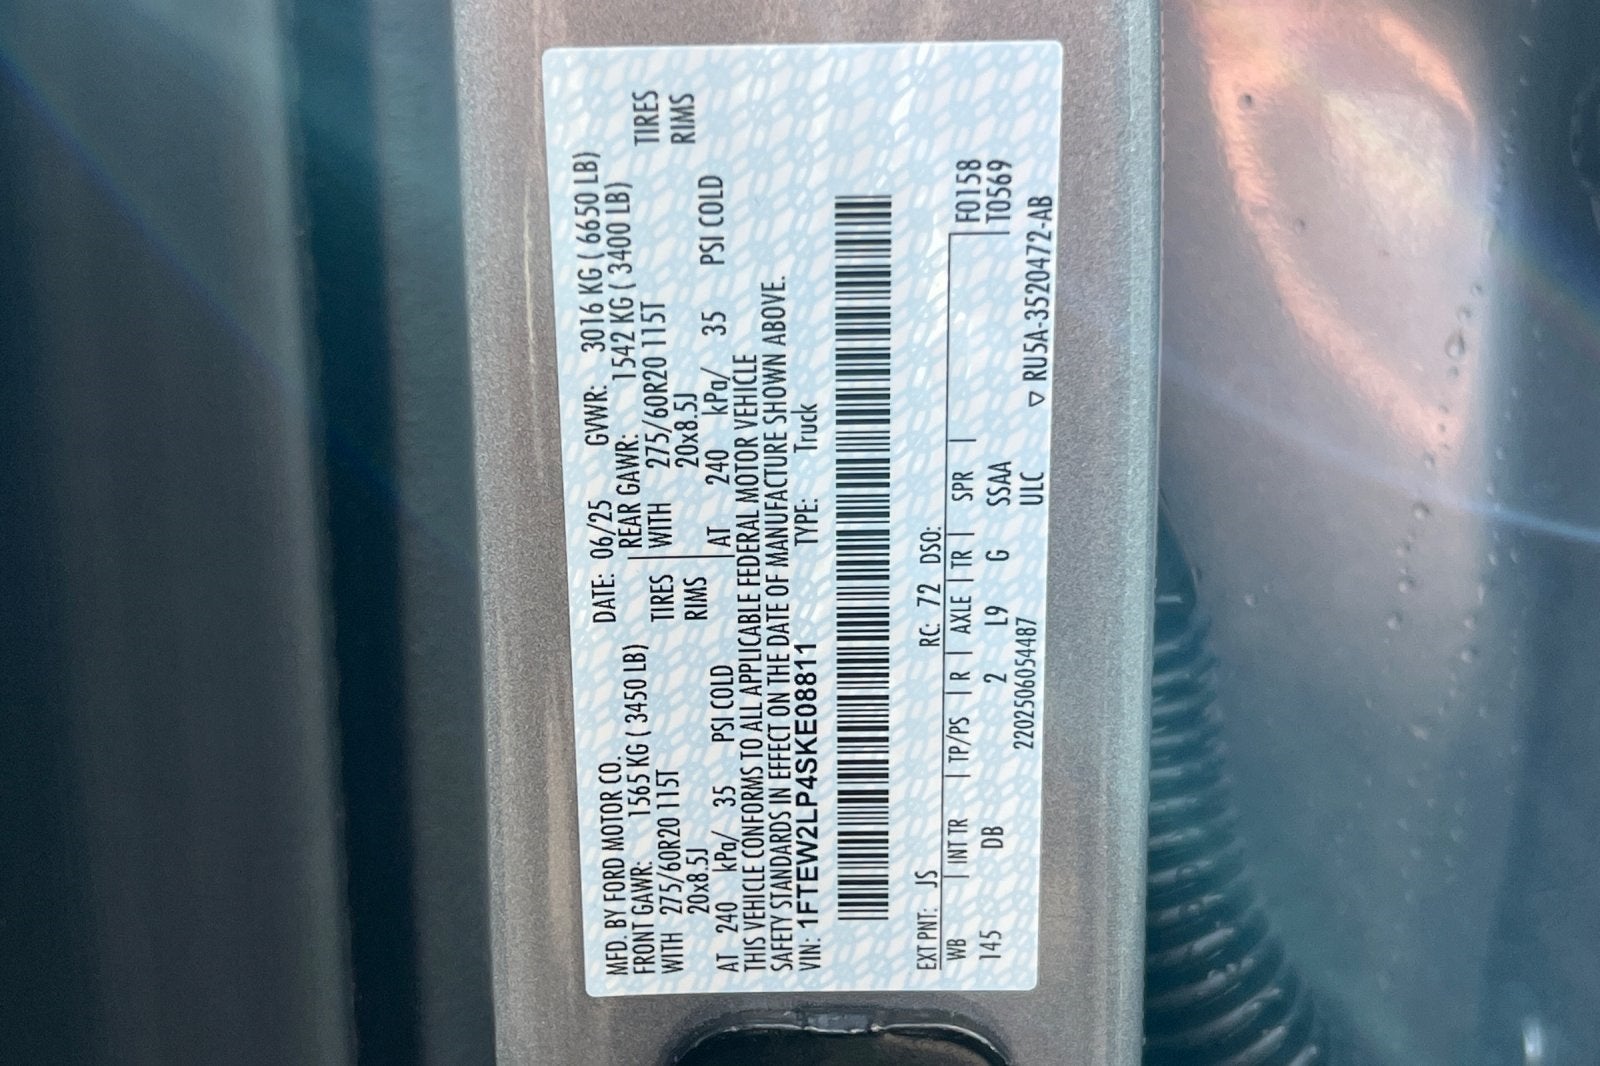 MFD. BY FORD MOTOR CO. DATE: 06/25 GVWR: 3016 KG ( 6650 LB)
FRONT GAWR: 1565 KG ( 3450 LB) REAR GAWR: 1542 KG ( 3400 LB)
WITH 275/60R20 115T TIRES WITH 275/60R20 115T TIRES
20x8.5J RIMS 20x8.5J RIMS
AT 240 kPa/ 35 PSI COLD AT 240 kPa/ 35 PSI COLD
THIS VEHICLE CONFORMS TO ALL APPLICABLE FEDERAL MOTOR VEHICLE
SAFETY STANDARDS IN EFFECT ON THE DATE OF MANUFACTURE SHOWN ABOVE.
VIN: 1FTEW2LP4SKE08811 TYPE: Truck
EXT PNT: JS RC: 72 DSO:
WB | INT TR | TP/PS | R | AXLE | TR | SPR | F0158
145 DB 2 L9 G SSAA T0569
2202506054487 ULC ▽ RU5A-3520472-AB